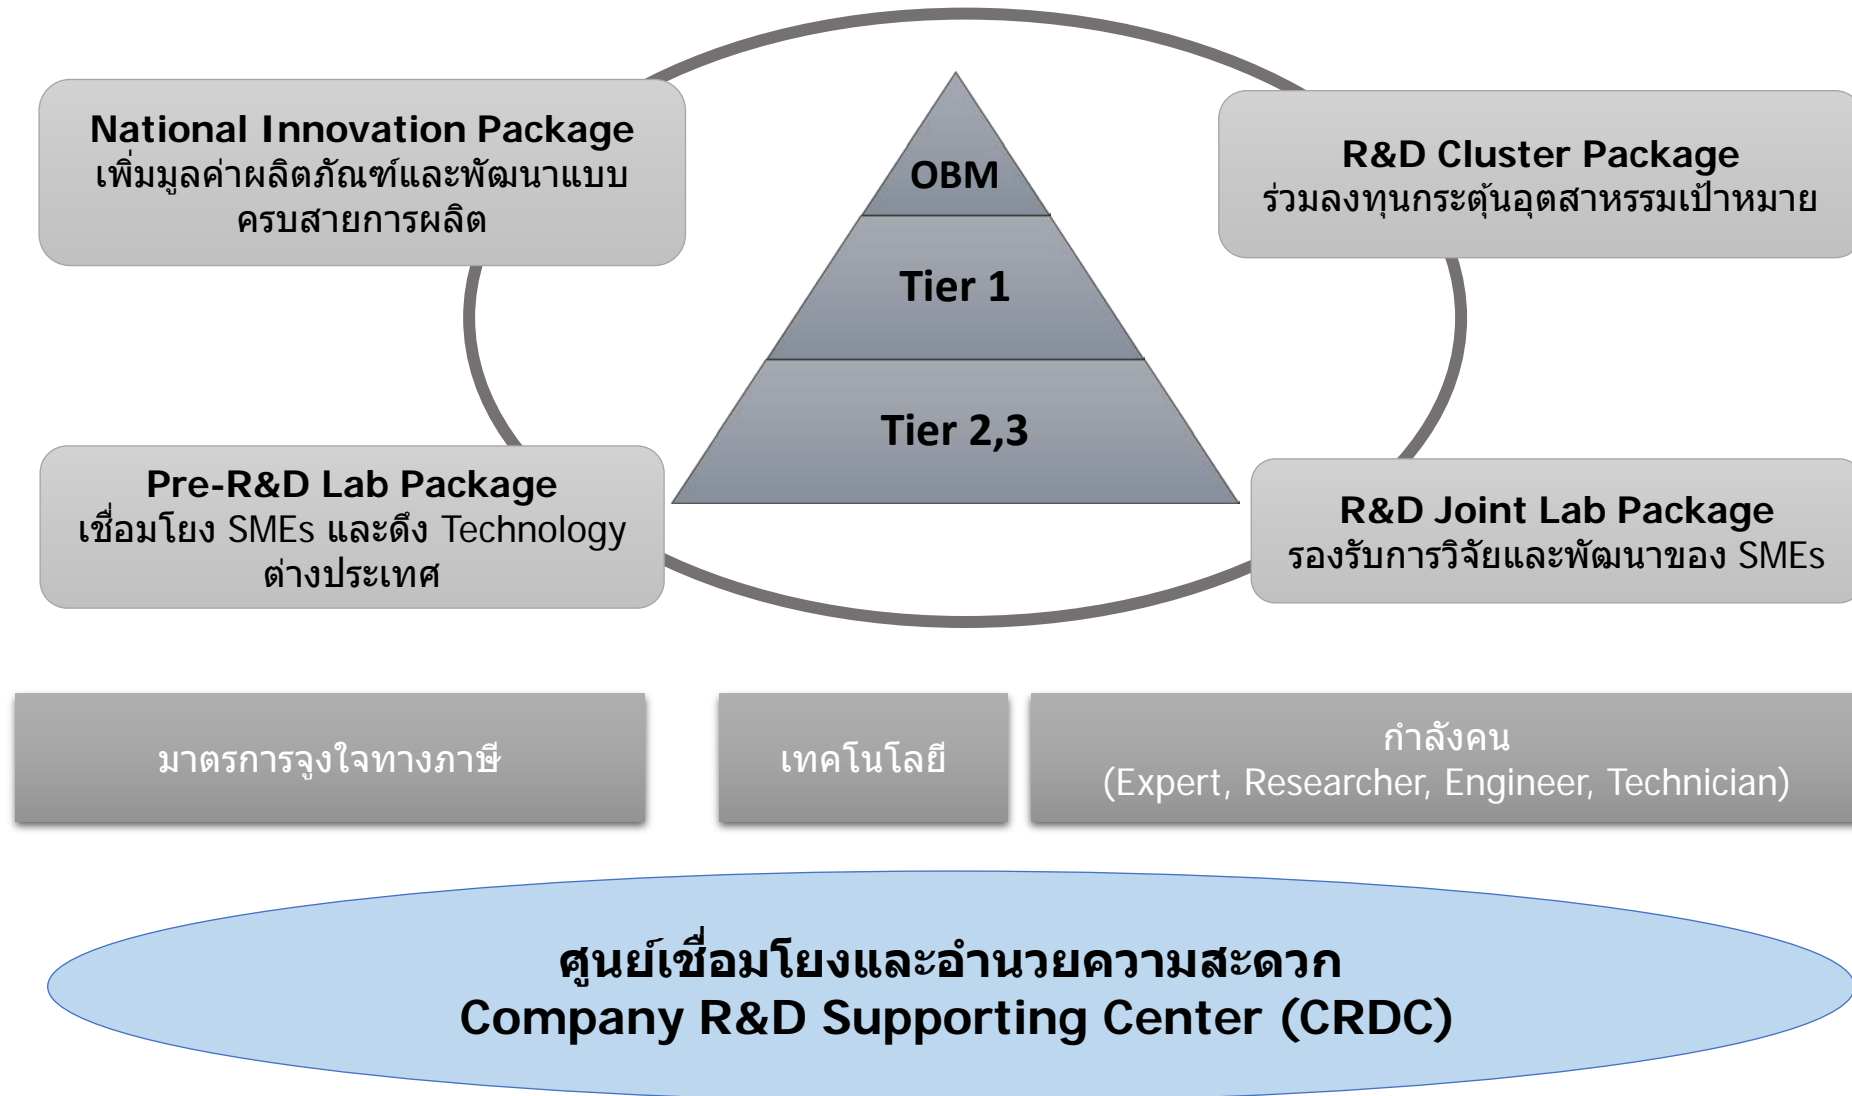 National Innovation Package
เพิ่มมูลค่าผลิตภัณฑ์และพัฒนาแบบ
ครบสายการผลิต
R&D Cluster Package
ร่วมลงทุนกระตุ้นอุตสาหรรมเป้าหมาย
OBM
Tier 1
Tier 2,3
Pre-R&D Lab Package
เชื่อมโยง SMEs และดึง Technology
ต่างประเทศ
R&D Joint Lab Package
รองรับการวิจัยและพัฒนาของ SMEs
มาตรการจูงใจทางภาษี
เทคโนโลยี
กำลังคน
(Expert, Researcher, Engineer, Technician)
ศูนย์เชื่อมโยงและอำนวยความสะดวก
Company R&D Supporting Center (CRDC)